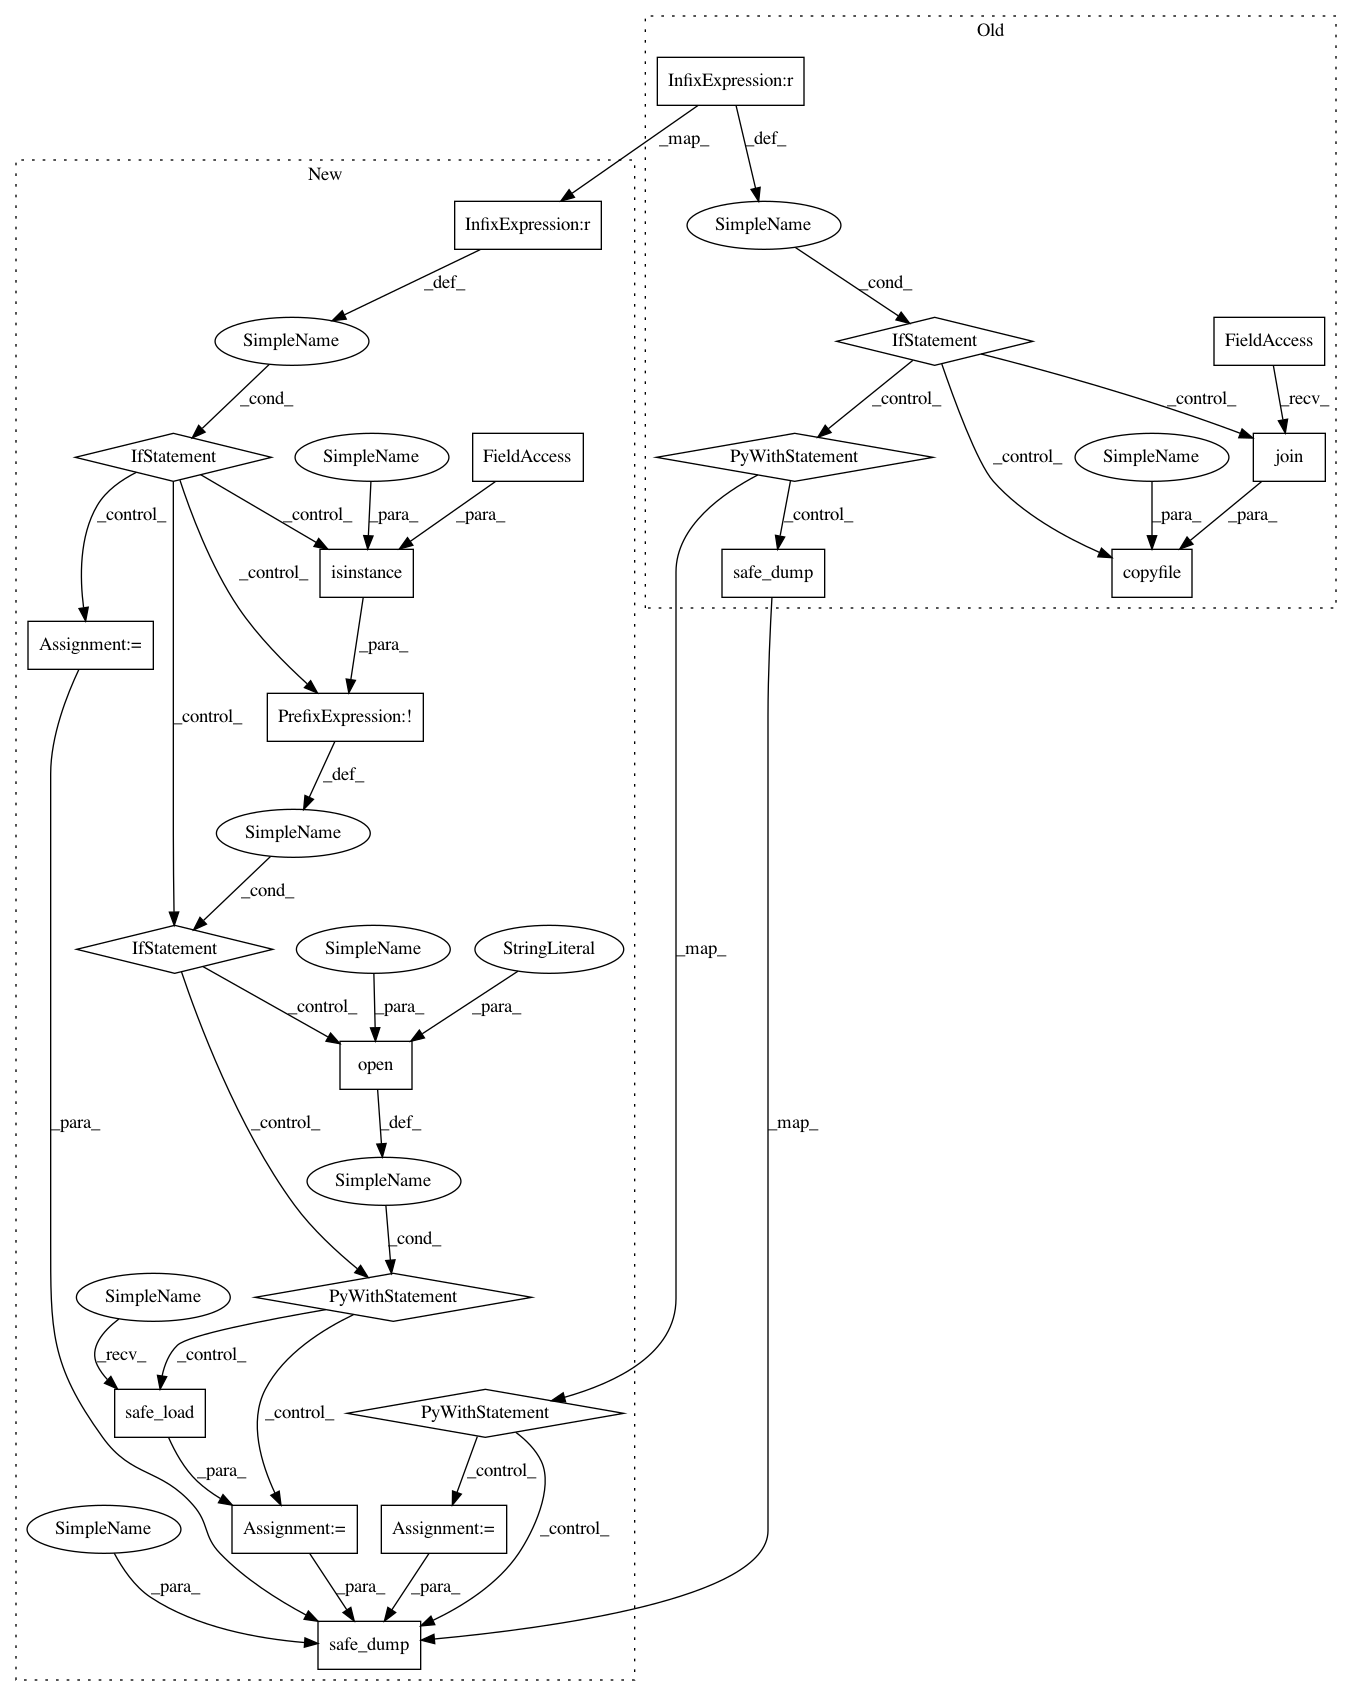 Old
InfixExpression:r
_map_
_def_
New
InfixExpression:r
SimpleName
_def_
_cond_
SimpleName
IfStatement
FieldAccess
_cond_
_control_
_control_
_recv_
IfStatement
SimpleName
FieldAccess
PyWithStatement
_control_
SimpleName
join
_control_
_control_
_para_
_para_
_control_
_para_
_para_
_control_
isinstance
safe_dump
copyfile
Assignment:=
_para_
_control_
PrefixExpression:!
_def_
SimpleName
_cond_
IfStatement
SimpleName
StringLiteral
_map_
_control_
_para_
_para_
open
_para_
_control_
_def_
_map_
SimpleName
_cond_
SimpleName
PyWithStatement
_recv_
_control_
safe_load
_control_
PyWithStatement
_para_
_control_
SimpleName
Assignment:=
Assignment:=
_control_
_para_
_para_
_para_
safe_dump